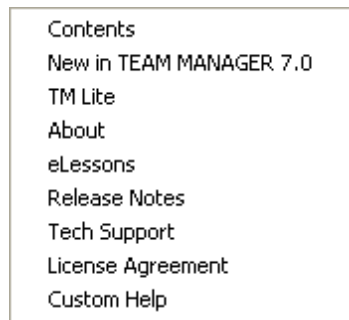 Contents
New in TEAM MANAGER 7.0
TM Lite
About
eLessons
Release Notes
Tech Support
License Agreement
Custom Help